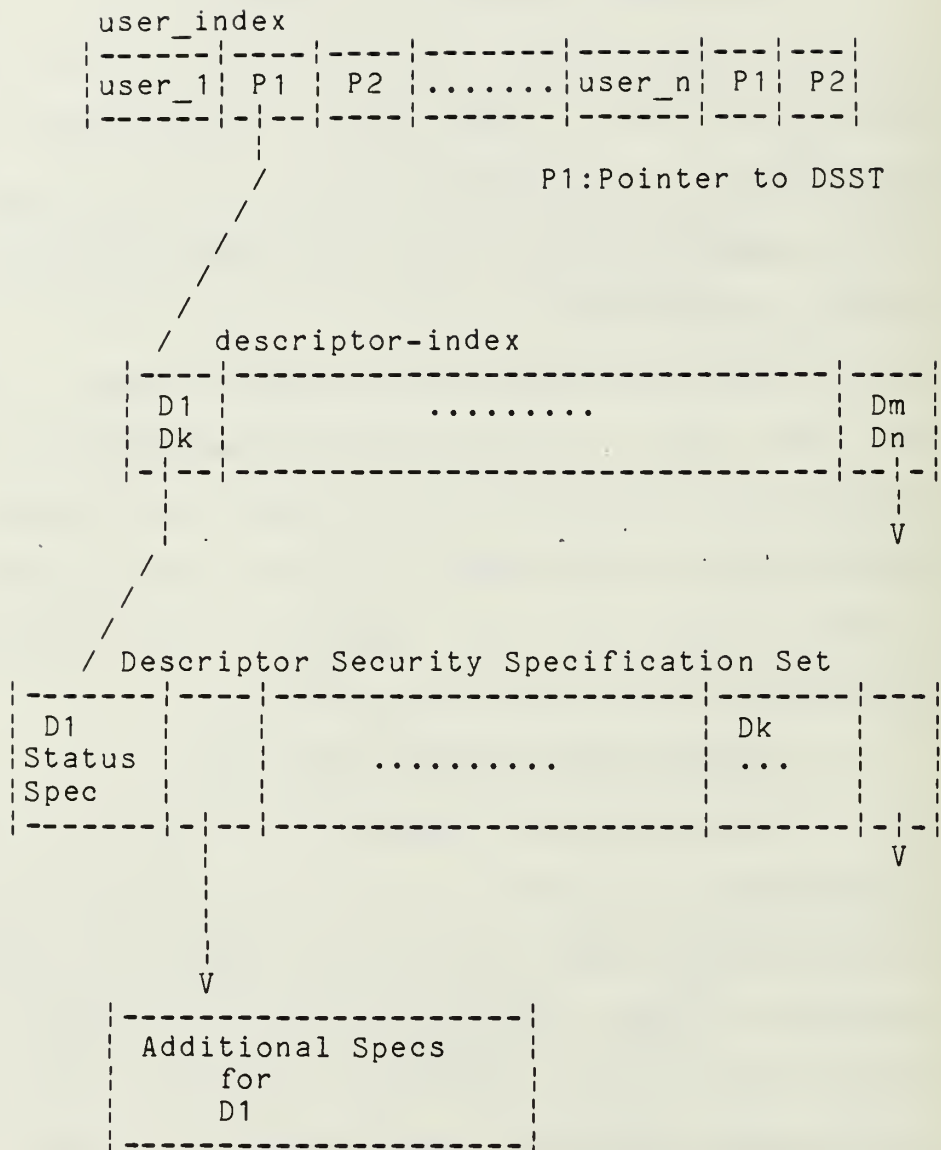 user_index
user_1 P1 P2 ....... user_n P1 P2
P1:Pointer to DSST
descriptor-index
D1 ......... Dm
Dk Dn
V
Descriptor Security Specification Set
D1 Dk
Status .......... ...
Spec
V
V
Additional Specs
for
D1